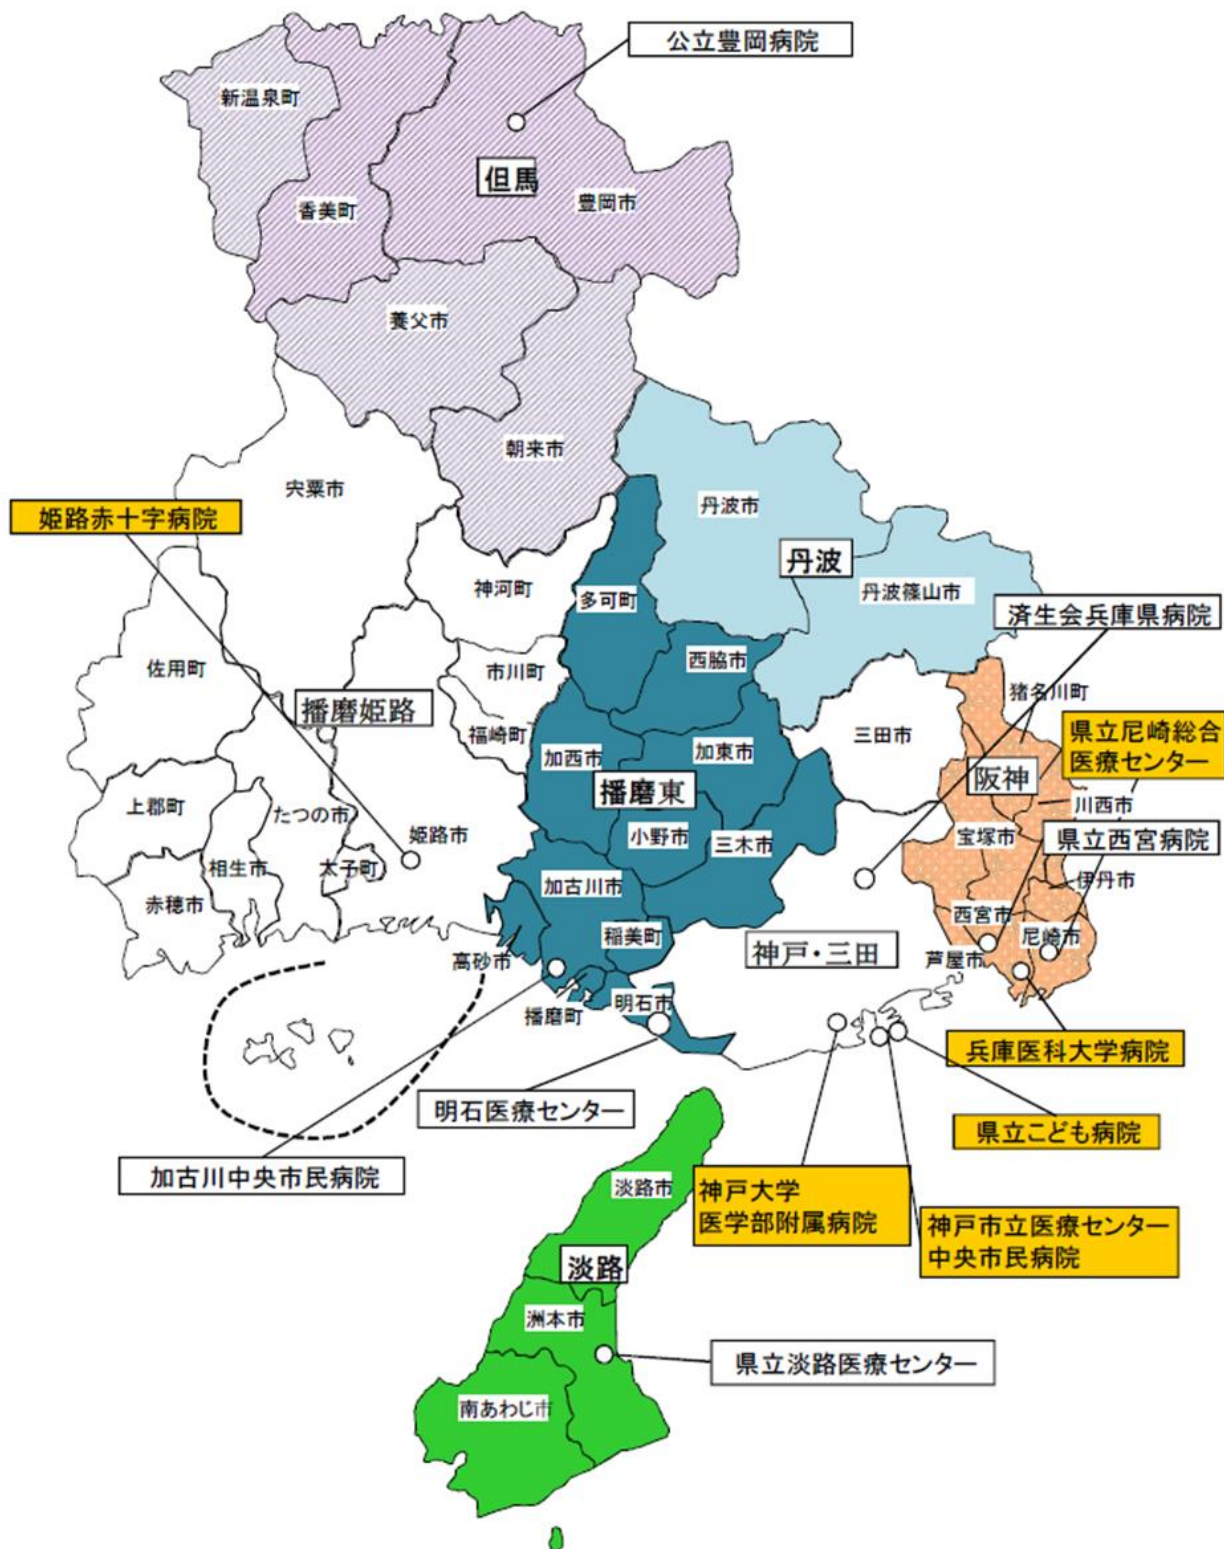 公立豊岡病院
新温泉町
但馬
香美町
豊岡市
養父市
朝来市
宍粟市
丹波市
姫路赤十字病院
丹波
神河町
多可町
丹波篠山市
済生会兵庫県病院
佐用町
市川町
西脇市
猪名川町
播磨姫路
福崎町
加西市
加東市
三田市
県立尼崎総合
医療センター
阪神
播磨東
上郡町
たつの市
姫路市
小野市
三木市
川西市
宝塚市
県立西宮病院
相生市
太子町
加古川市
伊丹市
赤穂市
西宮市
稲美町
尼崎市
神戸・三田
高砂市
芦屋市
播磨町
明石市
兵庫医科大学病院
明石医療センター
県立こども病院
加古川中央市民病院
淡路市
神戸大学
医学部附属病院
神戸市立医療センター
中央市民病院
淡路
洲本市
県立淡路医療センター
南あわじ市